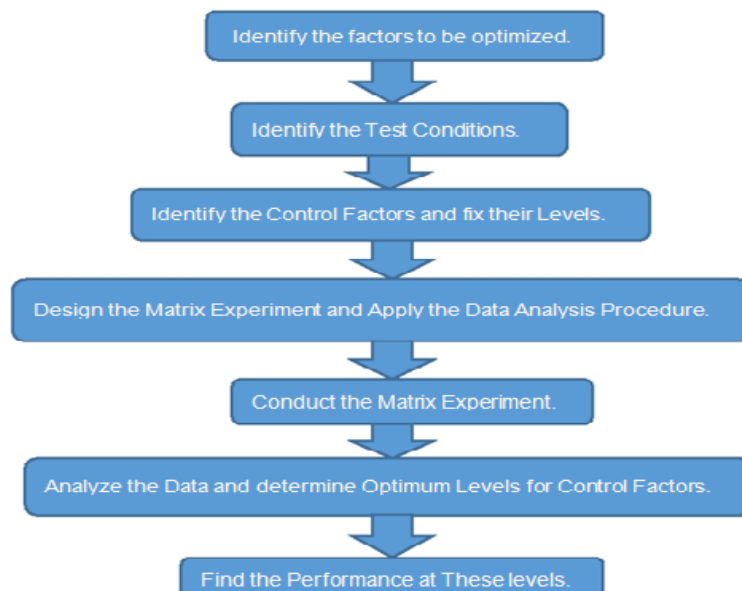 Identify the factors to be optimized.
Identify the Test Conditions.
Identify the Control Factors and fix their Levels.
Design the Matrix Experiment and Apply the Data Analysis Procedure.
Conduct the Matrix Experiment.
Analyze the Data and determine Optimum Levels for Control Factors.
Find the Performance at These levels.